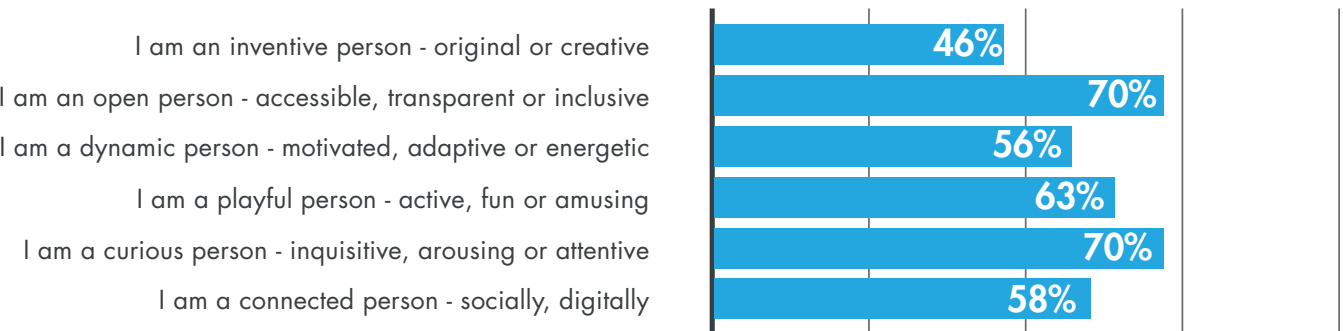 I am an inventive person - original or creative 46%
I am an open person - accessible, transparent or inclusive 70%
I am a dynamic person - motivated, adaptive or energetic 56%
I am a playful person - active, fun or amusing 63%
I am a curious person - inquisitive, arousing or attentive 70%
I am a connected person - socially, digitally 58%